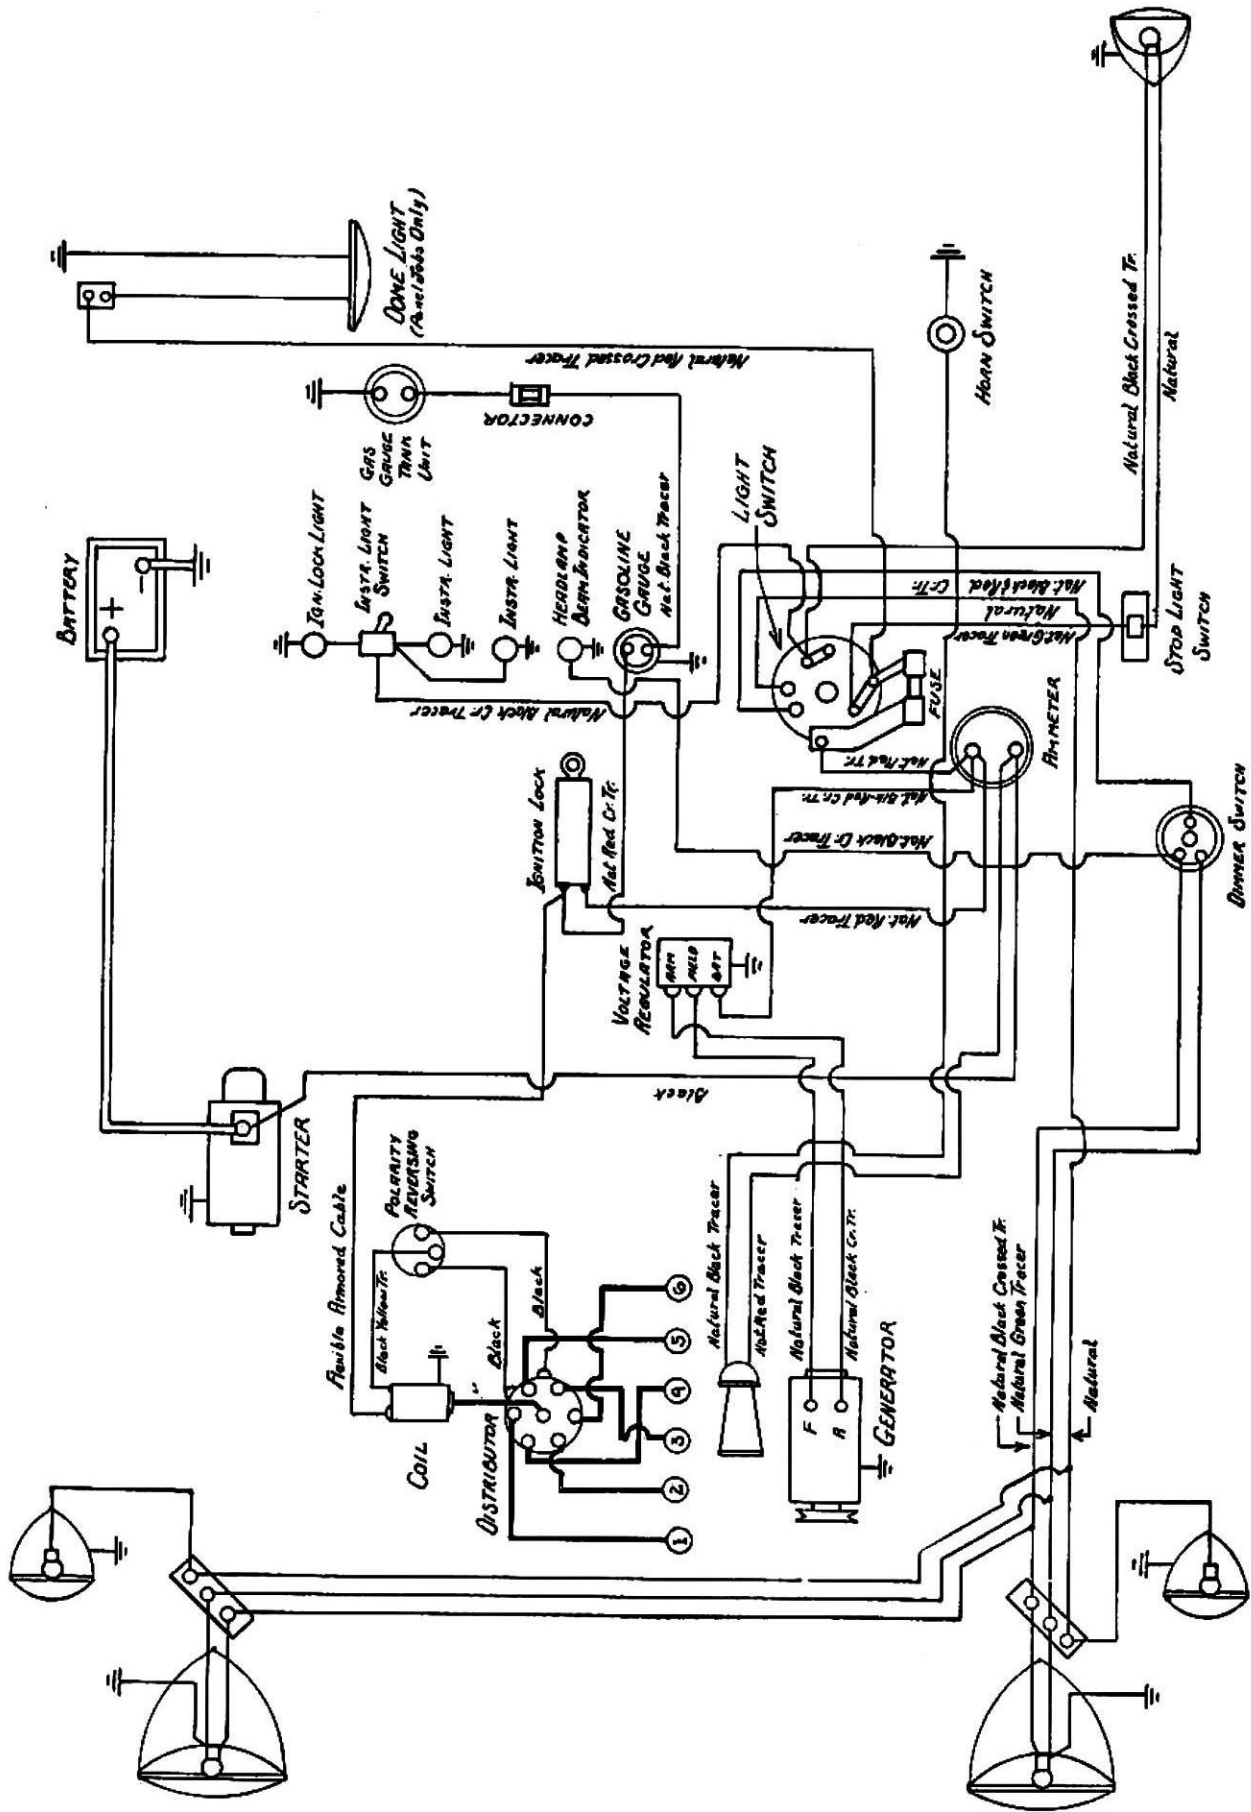 BATTERY
+
-
DOME LIGHT
(Panel Jobs Only)
Natural Red Crossed Tracer
GAS
GAUGE
TANK
UNIT
CONNECTOR
IGN. LOCK LIGHT
INSTR. LIGHT
SWITCH
INSTR. LIGHT
INSTR. LIGHT
HEADLAMP
BEAM INDICATOR
GASOLINE
GAUGE
Nat. Black Tracer
Natural Black Cr. Tracer
LIGHT
SWITCH
FUSE
HORN SWITCH
Natural Black Crossed Tr.
Natural
Nat. Black & Red Cr. Tr.
Natural
Nat. Green Tracer
STOP LIGHT
SWITCH
AMMETER
Nat. Red Tr.
Nat. Blk-Red Cr. Tr.
Nat. Black Cr. Tracer
Nat. Red Tracer
DIMMER SWITCH
IGNITION LOCK
Nat Red Cr. Tr.
VOLTAGE
REGULATOR
ARM
FIELD
BAT
Black
STARTER
Flexible Armored Cable
POLARITY
REVERSING
SWITCH
Black Yellow Tr.
Black
Black
COIL
DISTRIBUTOR
1
2
3
4
5
6
Natural Black Tracer
Nat Red Tracer
Natural Black Tracer
Natural Black Cr. Tr.
F
A
GENERATOR
Natural Black Crossed Tr.
Natural Green Tracer
Natural